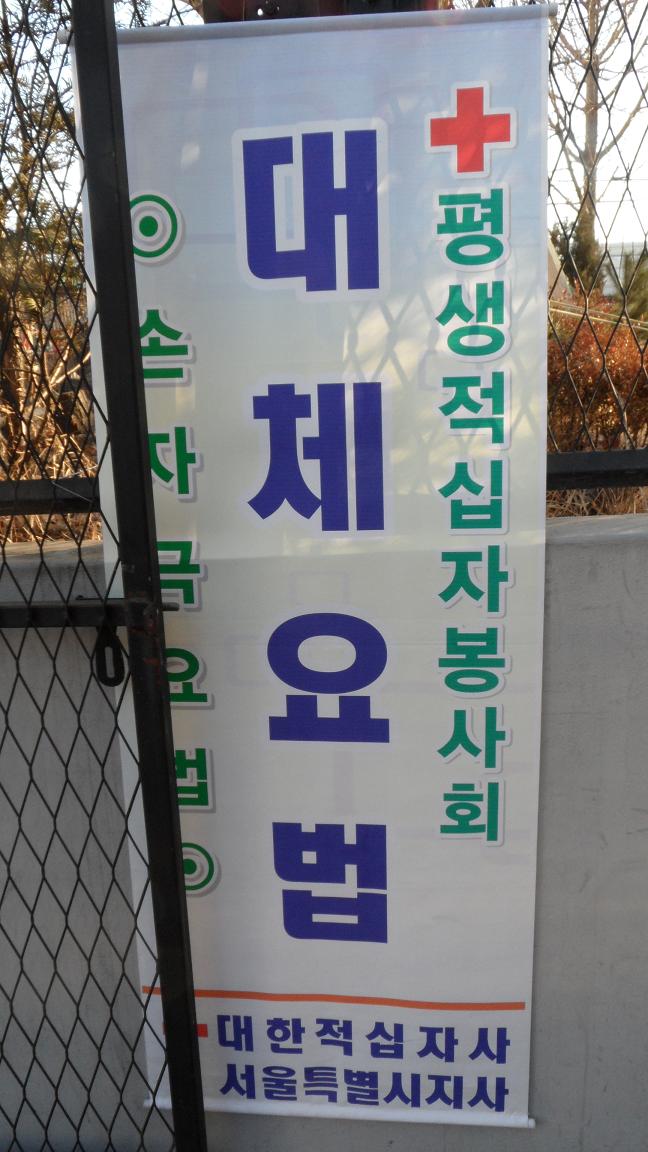 평생적십자봉사회
대체요법
손자극요법
대한적십자사
서울특별시지사